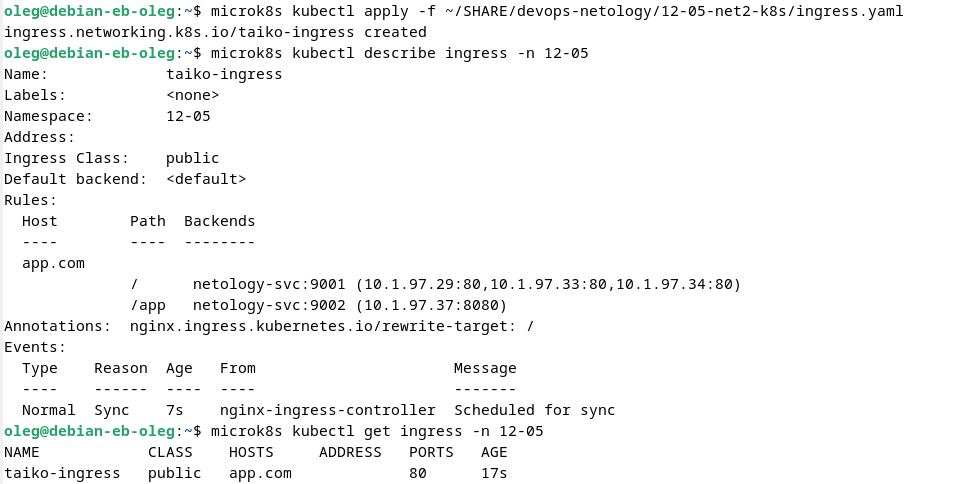 oleg@debian-eb-oleg:~$ microk8s kubectl apply -f ~/SHARE/devops-netology/12-05-net2-k8s/ingress.yaml
ingress.networking.k8s.io/taiko-ingress created
oleg@debian-eb-oleg:~$ microk8s kubectl describe ingress -n 12-05
Name:             taiko-ingress
Labels:           <none>
Namespace:        12-05
Address:
Ingress Class:    public
Default backend:  <default>
Rules:
  Host        Path  Backends
  ----        ----  --------
  app.com
              /      netology-svc:9001 (10.1.97.29:80,10.1.97.33:80,10.1.97.34:80)
              /app   netology-svc:9002 (10.1.97.37:8080)
Annotations:  nginx.ingress.kubernetes.io/rewrite-target: /
Events:
  Type    Reason  Age   From                      Message
  ----    ------  ----  ----                      -------
  Normal  Sync    7s    nginx-ingress-controller  Scheduled for sync
oleg@debian-eb-oleg:~$ microk8s kubectl get ingress -n 12-05
NAME            CLASS    HOSTS     ADDRESS   PORTS   AGE
taiko-ingress   public   app.com             80      17s